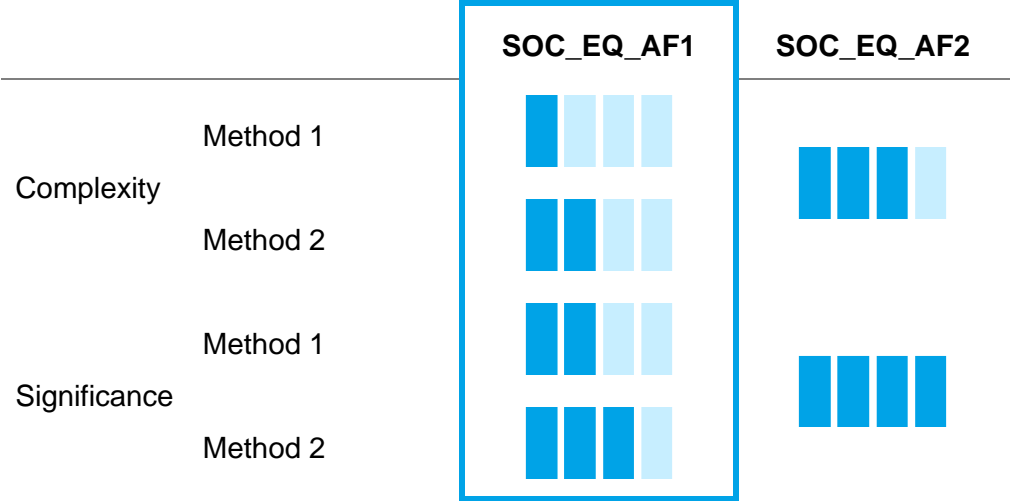 SOC_EQ_AF1 SOC_EQ_AF2
Method 1
Complexity
Method 2
Method 1
Significance
Method 2